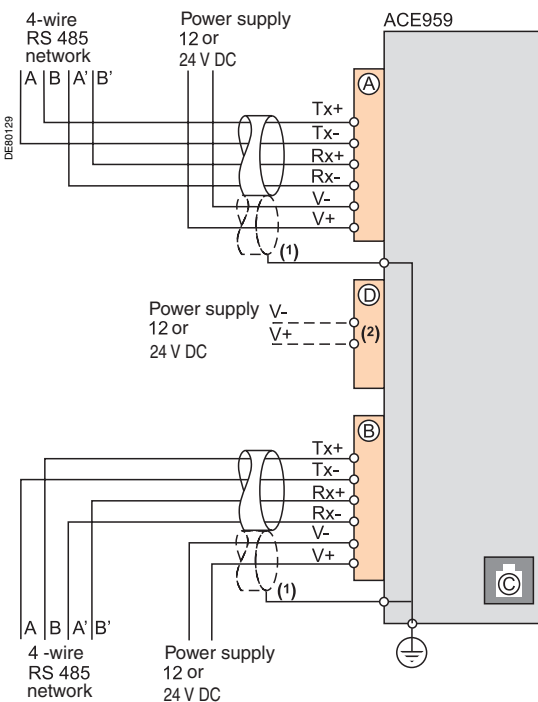 4-wire
RS 485
network
Power supply
12 or
24 V DC
ACE959
A B A' B'
DE80129
A
Tx+
Tx-
Rx+
Rx-
V-
V+
(1)
D
Power supply
12 or
24 V DC
V-
V+
(2)
B
Tx+
Tx-
Rx+
Rx-
V-
V+
(1)
C
A B A' B'
4 -wire
RS 485
network
Power supply
12 or
24 V DC